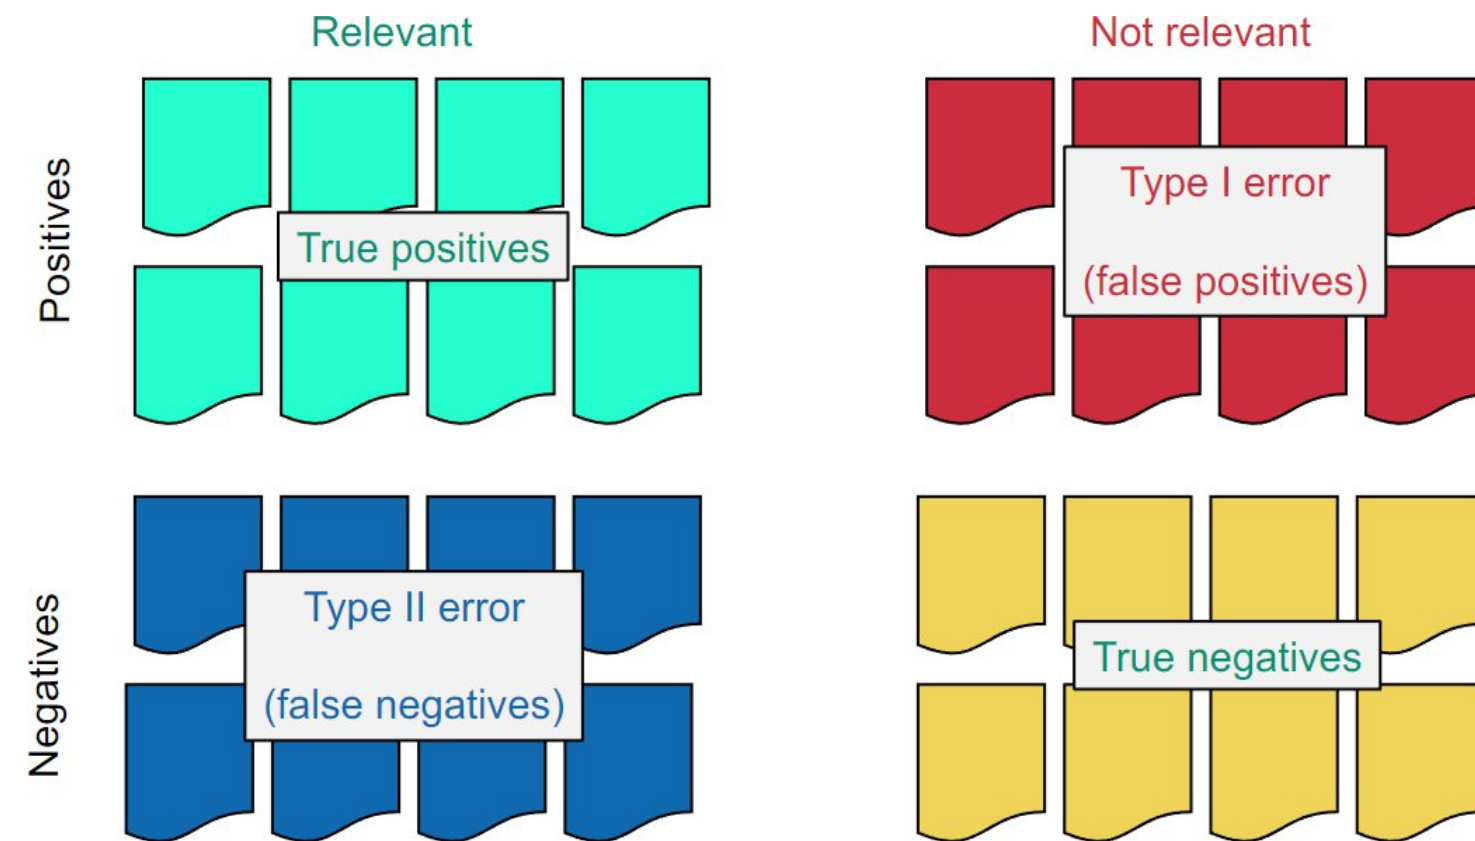 Relevant
Not relevant
Positives
True positives
Type I error
(false positives)
Negatives
Type II error
(false negatives)
True negatives